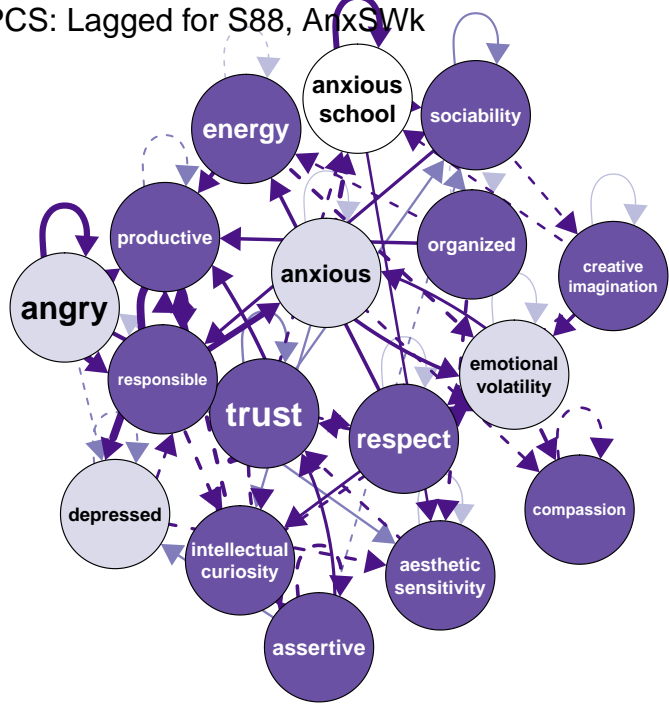 PCS: Lagged for S88, AnxSWk
anxious
school
sociability
energy
productive
organized
creative
imagination
anxious
angry
emotional
volatility
responsible
trust
respect
depressed
compassion
intellectual
curiosity
aesthetic
sensitivity
assertive